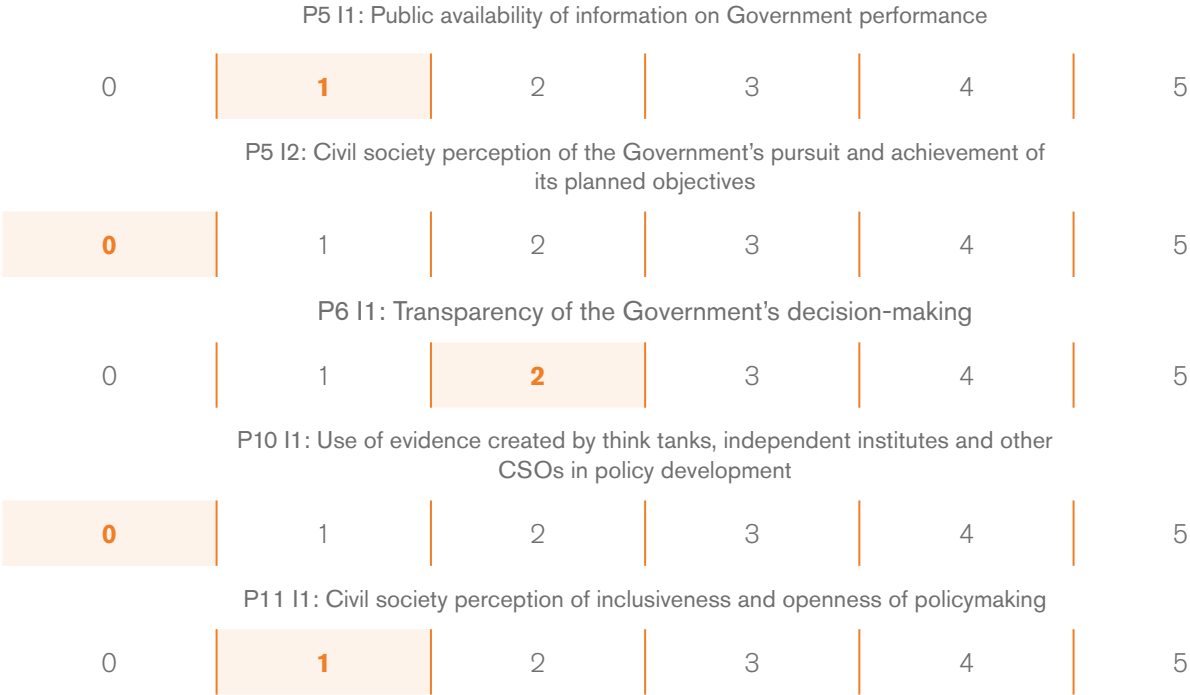 P5 I1: Public availability of information on Government performance
0 1 2 3 4 5
P5 I2: Civil society perception of the Government's pursuit and achievement of
its planned objectives
0 1 2 3 4 5
P6 I1: Transparency of the Government's decision-making
0 1 2 3 4 5
P10 I1: Use of evidence created by think tanks, independent institutes and other
CSOs in policy development
0 1 2 3 4 5
P11 I1: Civil society perception of inclusiveness and openness of policymaking
0 1 2 3 4 5